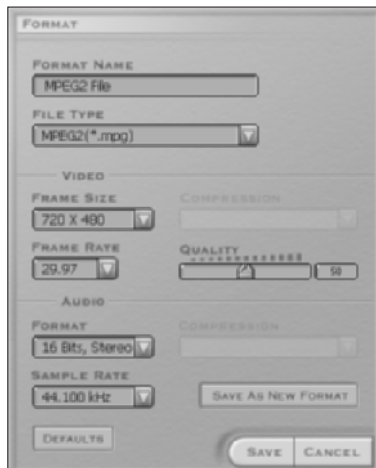 FORMAT
FORMAT NAME
MPEG2 File
FILE TYPE
MPEG2(*.mpg)
VIDEO
FRAME SIZE
COMPRESSION
720 X 480
FRAME RATE
QUALITY
29.97
50
AUDIO
FORMAT
COMPRESSION
16 Bits, Stereo
SAMPLE RATE
44.100 kHz
SAVE AS NEW FORMAT
DEFAULTS
SAVE
CANCEL